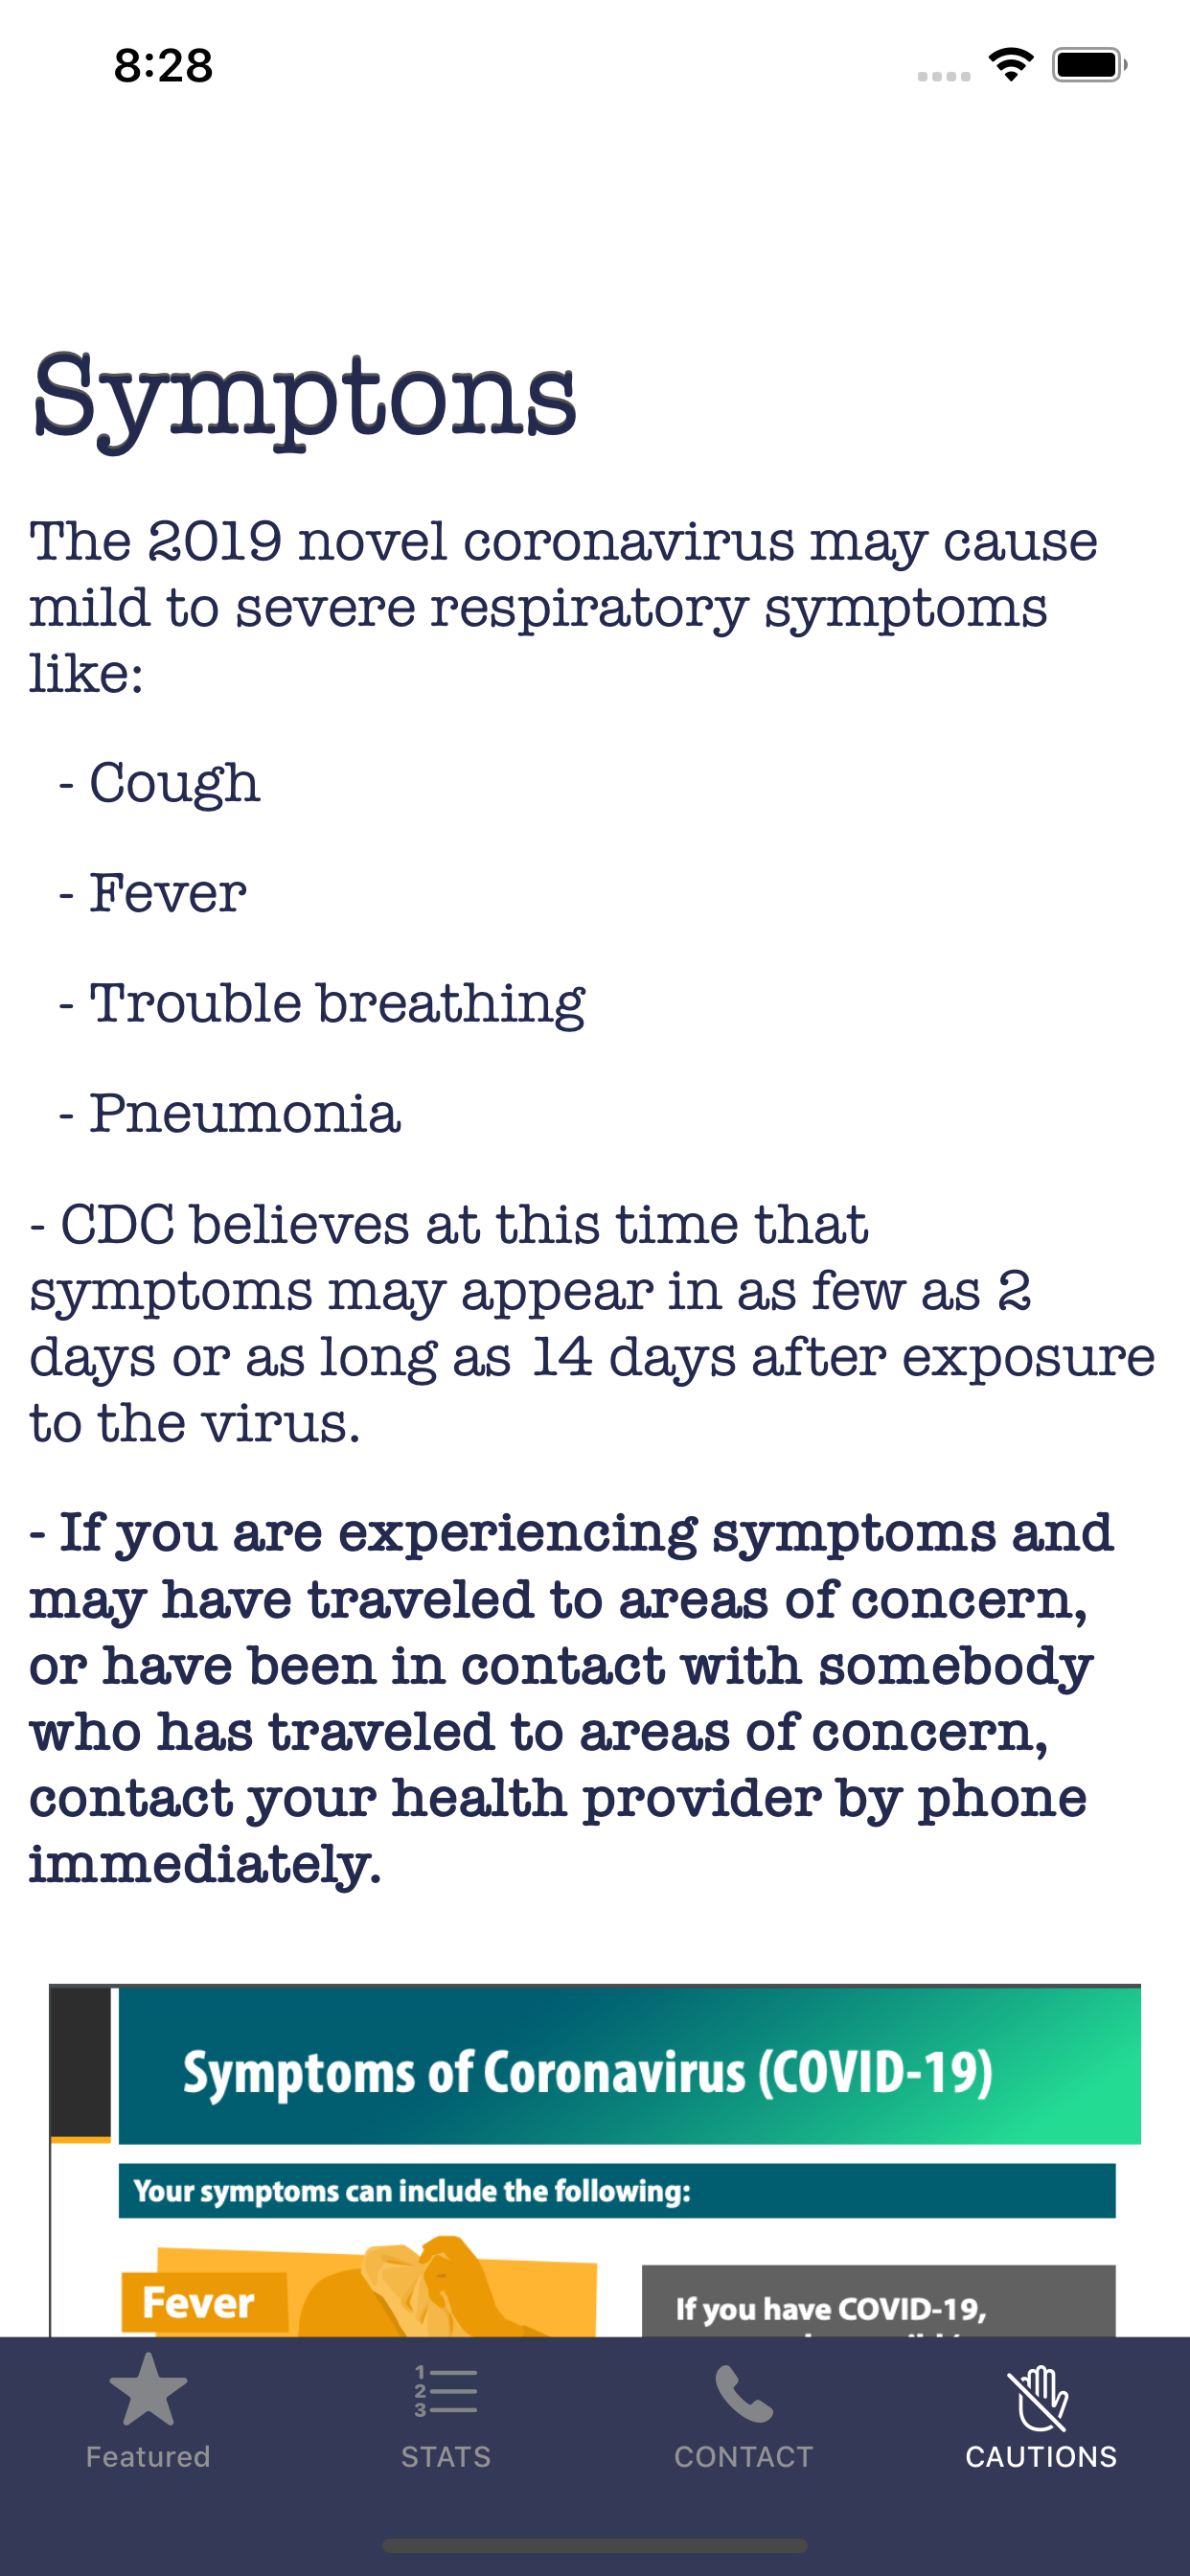 8:28
Symptons
The 2019 novel coronavirus may cause
mild to severe respiratory symptoms
like:
- Cough
- Fever
- Trouble breathing
- Pneumonia
- CDC believes at this time that
symptoms may appear in as few as 2
days or as long as 14 days after exposure
to the virus.
- If you are experiencing symptoms and
may have traveled to areas of concern,
or have been in contact with somebody
who has traveled to areas of concern,
contact your health provider by phone
immediately.
Symptoms of Coronavirus (COVID-19)
Your symptoms can include the following:
Fever
If you have COVID-19,
1
2
3
Featured
STATS
CONTACT
CAUTIONS